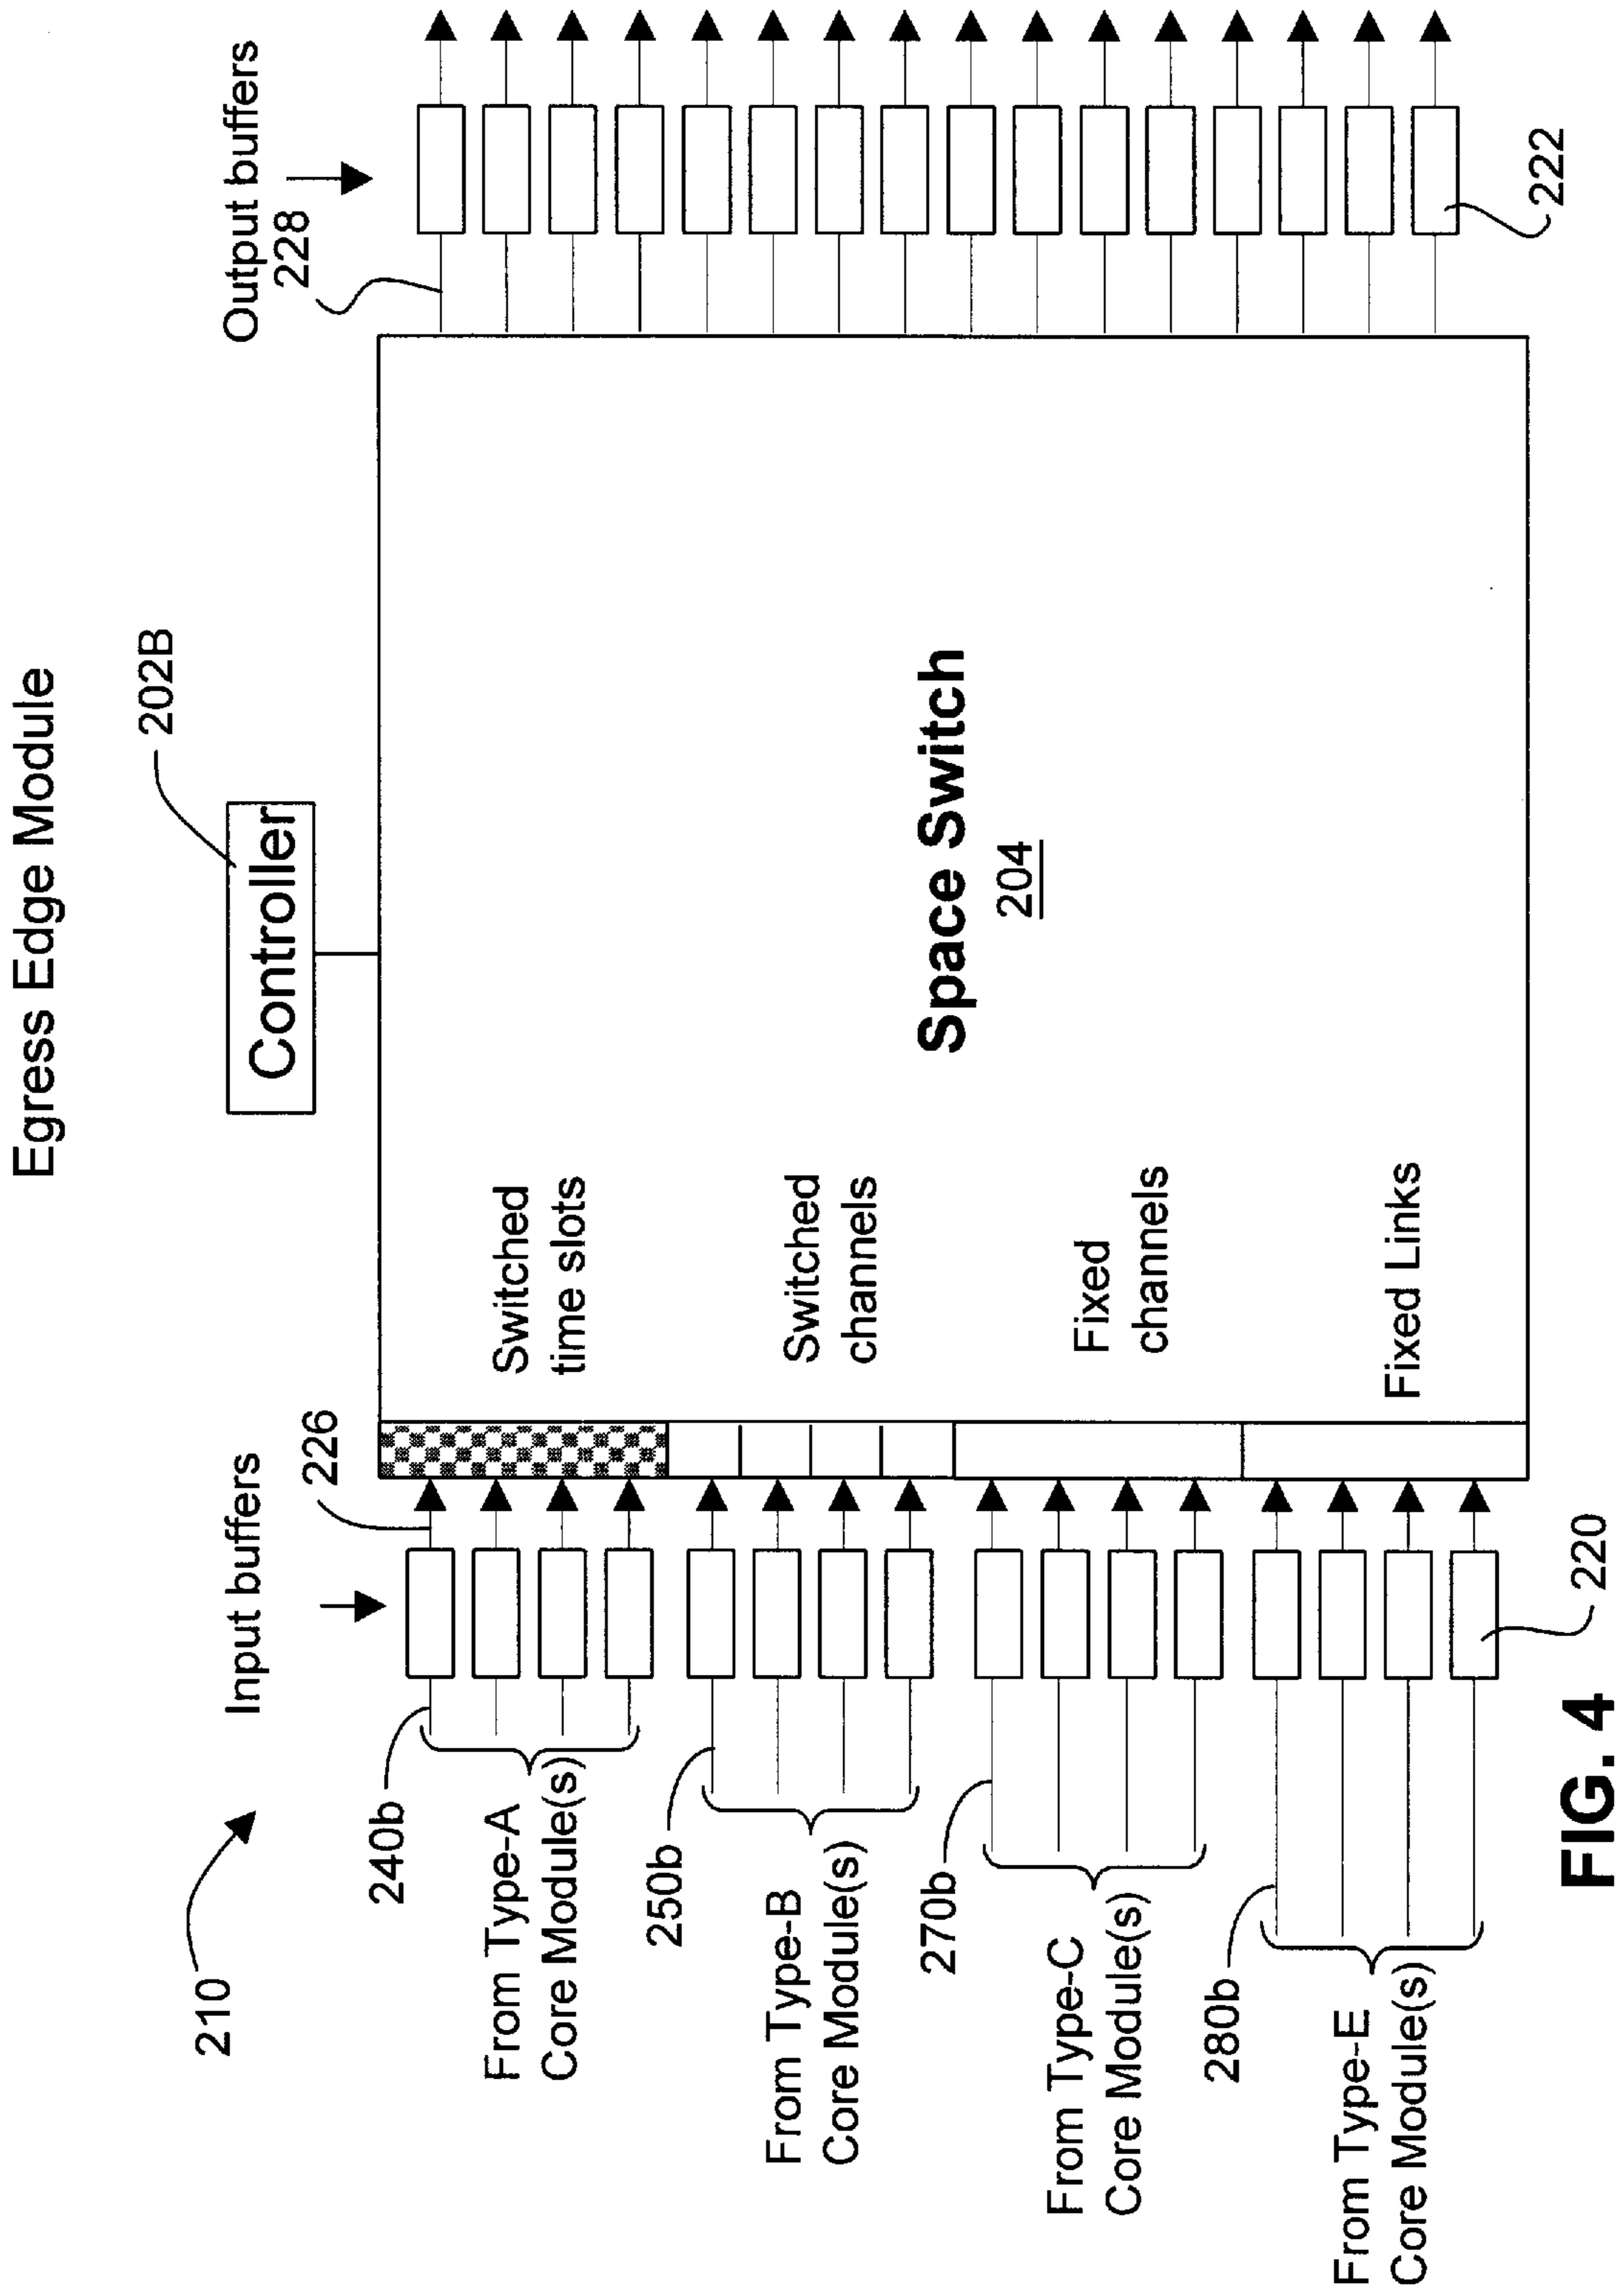 Egress Edge Module
202B
Controller
210
Input buffers
226
Output buffers
228
240b
From Type-A
Core Module(s)
Switched
time slots
250b
From Type-B
Core Module(s)
Switched
channels
Space Switch
204
270b
From Type-C
Core Module(s)
Fixed
channels
280b
From Type-E
Core Module(s)
Fixed Links
220
222
FIG. 4